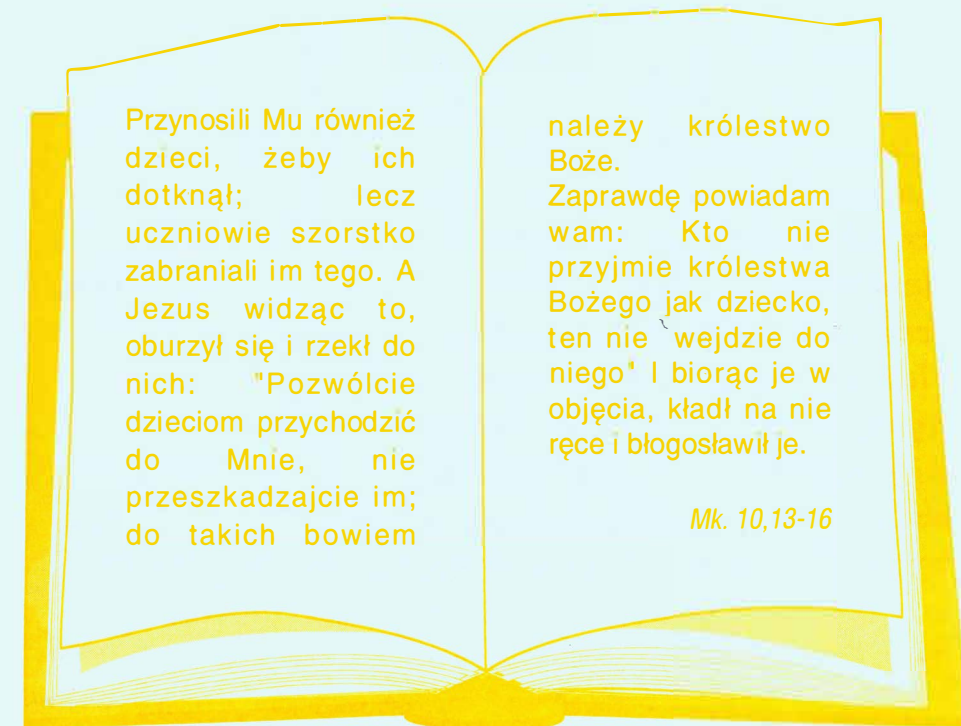 Przynosili Mu również
dzieci, żeby ich
dotknął; lecz
uczniowie szorstko
zabraniali im tego. A
Jezus widząc to,
oburzył się i rzekł do
nich: "Pozwólcie
dzieciom przychodzić
do Mnie, nie
przeszkadzajcie im;
do takich bowiem
należy królestwo
Boże.
Zaprawdę powiadam
wam: Kto nie
przyjmie królestwa
Bożego jak dziecko,
ten nie wejdzie do
niego" I biorąc je w
objęcia, kładł na nie
ręce i błogosławił je.
Mk. 10,13-16